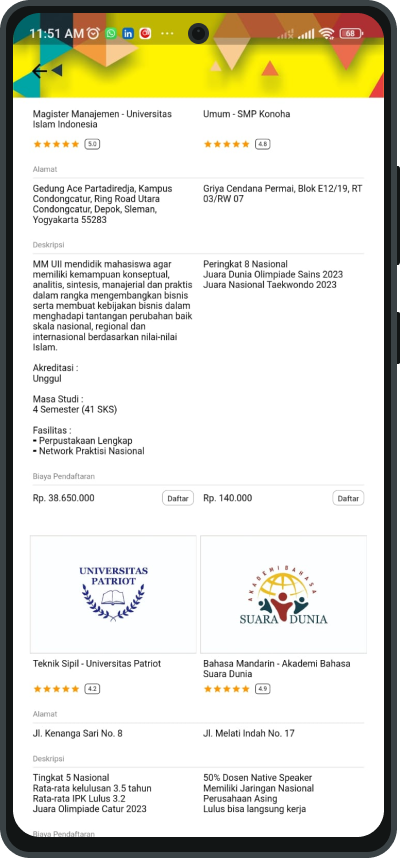 11:51 AM
68
Magister Manajemen - Universitas
Islam Indonesia
5.0
Umum - SMP Konoha
4.8
Alamat
Gedung Ace Partadiredja, Kampus
Condongcatur, Ring Road Utara
Condongcatur, Depok, Sleman,
Yogyakarta 55283
Griya Cendana Permai, Blok E12/19, RT
03/RW 07
Deskripsi
MM UII mendidik mahasiswa agar
memiliki kemampuan konseptual,
analitis, sintesis, manajerial dan praktis
dalam rangka mengembangkan bisnis
serta membuat kebijakan bisnis dalam
menghadapi tantangan perubahan baik
skala nasional, regional dan
internasional berdasarkan nilai-nilai
Islam.
Akreditasi :
Unggul
Masa Studi :
4 Semester (41 SKS)
Fasilitas :
- Perpustakaan Lengkap
- Network Praktisi Nasional
Peringkat 8 Nasional
Juara Dunia Olimpiade Sains 2023
Juara Nasional Taekwondo 2023
Biaya Pendaftaran
Rp. 38.650.000
Daftar
Rp. 140.000
Daftar
UNIVERSITAS
PATRIOT
AKADEMI BAHASA
SUARA DUNIA
Teknik Sipil - Universitas Patriot
4.2
Bahasa Mandarin - Akademi Bahasa
Suara Dunia
4.9
Alamat
Jl. Kenanga Sari No. 8
Jl. Melati Indah No. 17
Deskripsi
Tingkat 5 Nasional
Rata-rata kelulusan 3.5 tahun
Rata-rata IPK Lulus 3.2
Juara Olimpiade Catur 2023
50% Dosen Native Speaker
Memiliki Jaringan Nasional
Perusahaan Asing
Lulus bisa langsung kerja
Biaya Pendaftaran